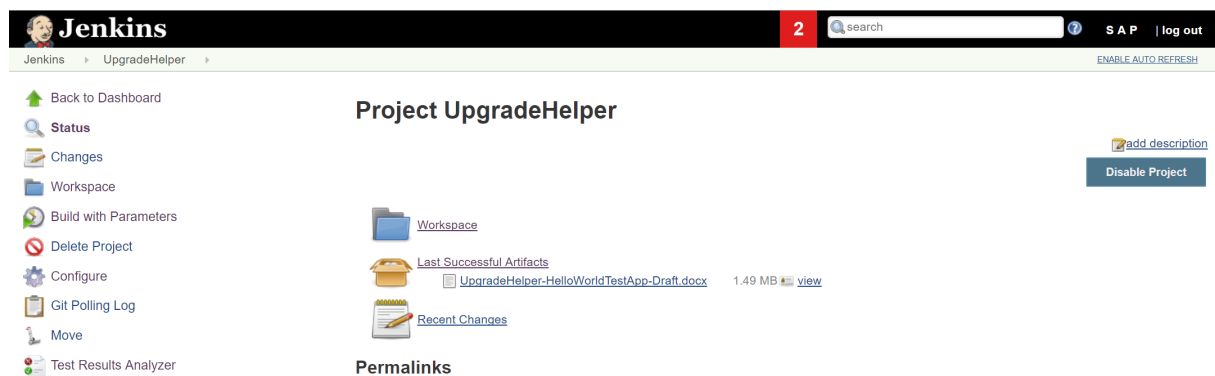 Jenkins
2
search
S A P | log out
Jenkins UpgradeHelper
ENABLE AUTO REFRESH
Back to Dashboard
Status
Changes
Workspace
Build with Parameters
Delete Project
Configure
Git Polling Log
Move
Test Results Analyzer
Project UpgradeHelper
add description
Disable Project
Workspace
Last Successful Artifacts
UpgradeHelper-HelloWorldTestApp-Draft.docx 1.49 MB view
Recent Changes
Permalinks